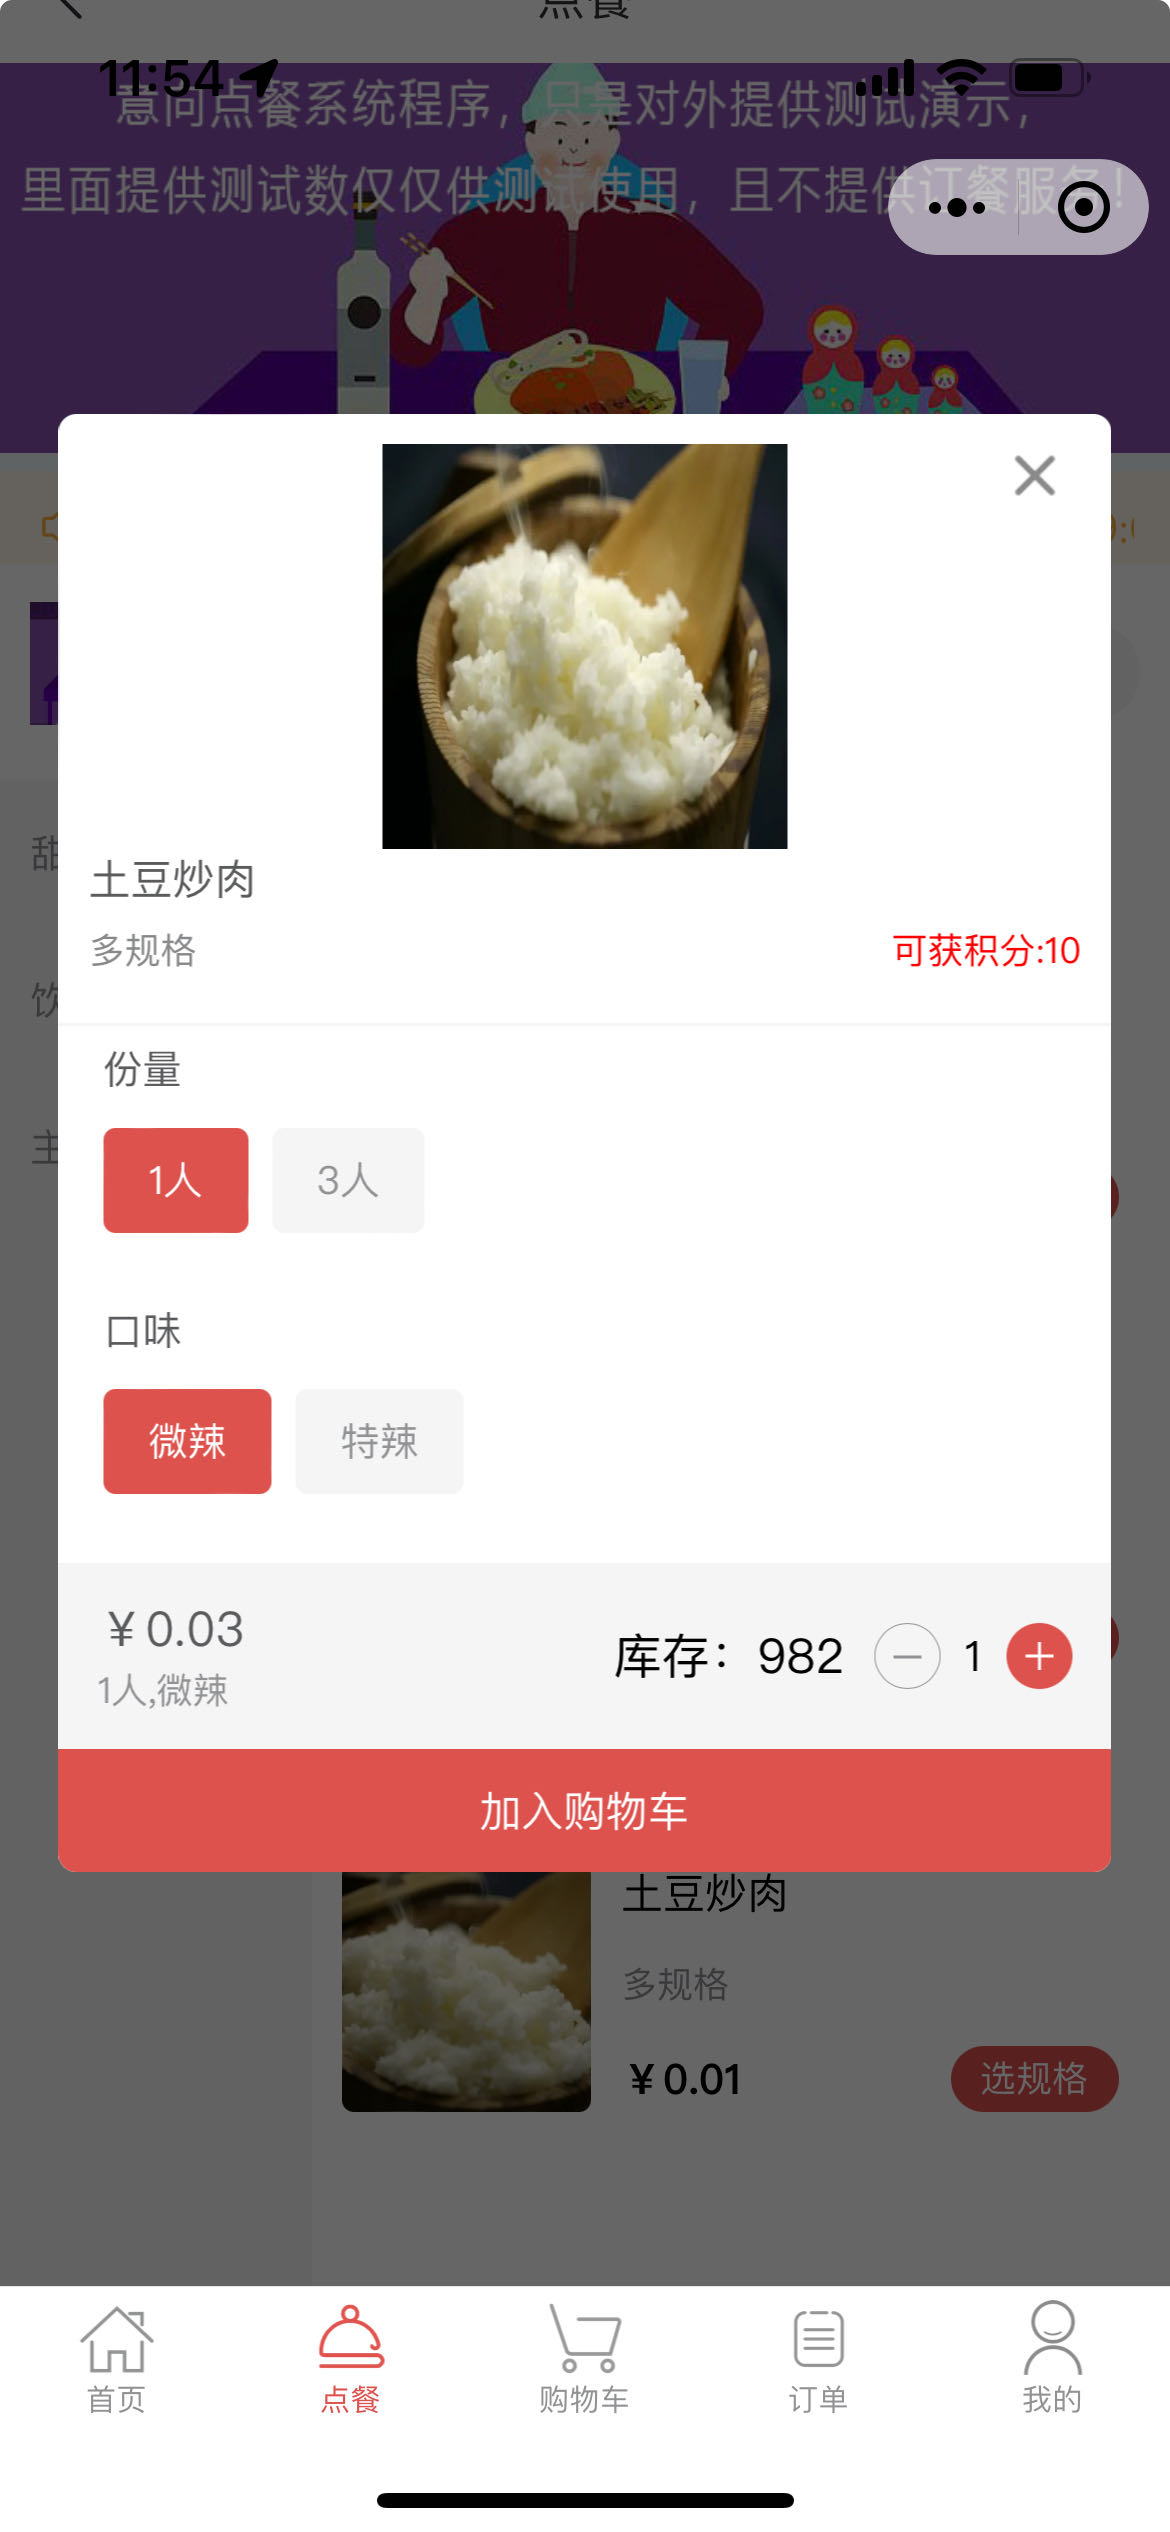 点餐
11:54
意向点餐系统程序，只是对外提供测试演示，
里面提供测试数仅仅供测试使用，且不提供订餐服务！
土豆炒肉
多规格
可获积分:10
甜
饮
主
份量
1人
3人
口味
微辣
特辣
¥0.03
1人,微辣
库存：982
1
加入购物车
土豆炒肉
多规格
¥0.01
选规格
首页
点餐
购物车
订单
我的